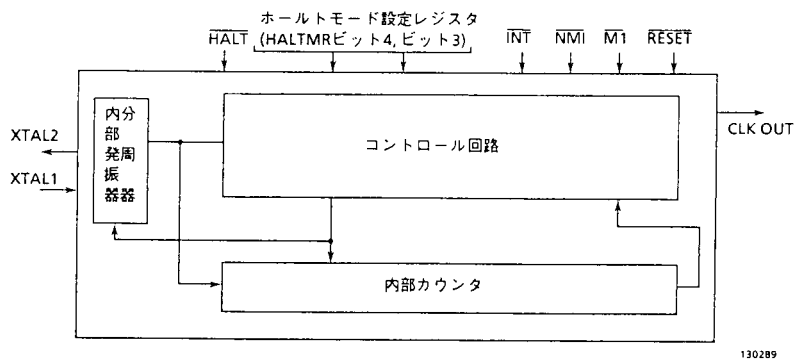 ホールトモード設定レジスタ
HALT (HALTMRビット4, ビット3) INT NMI M1 RESET
内部発振器
分周器
コントロール回路
XTAL2
XTAL1
CLK OUT
内部カウンタ
130289